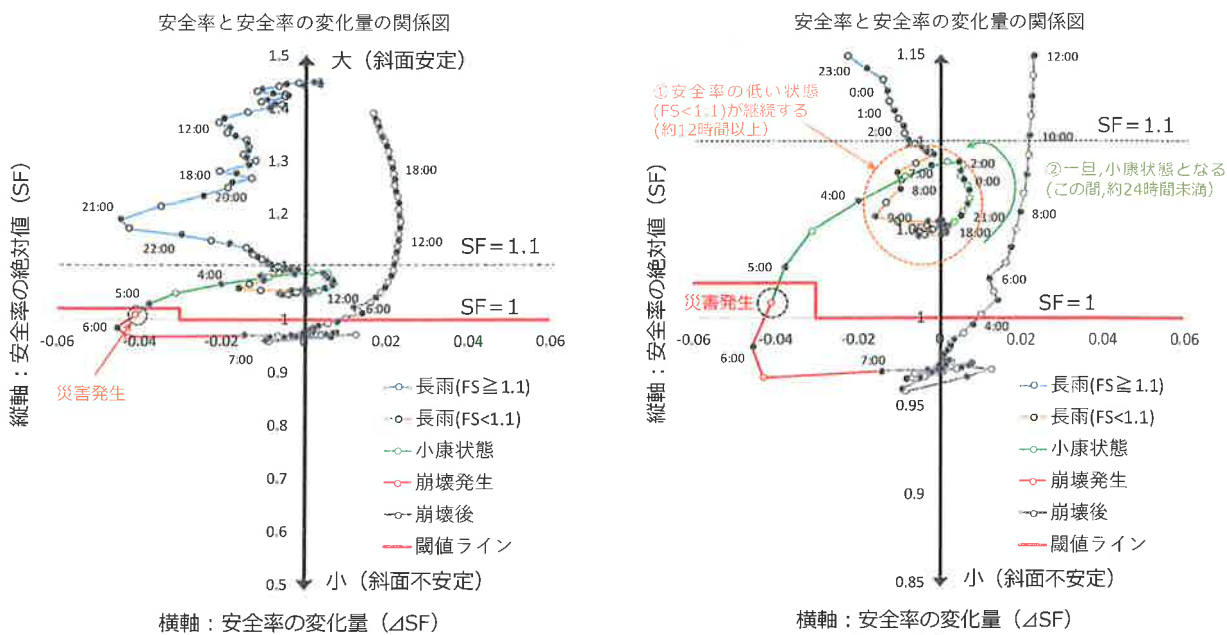 安全率と安全率の変化量の関係図
縦軸：安全率の絶対値（SF）
1.5
大（斜面安定）
12:00
1.3
18:00
18:00
20:00
21:00
1.2
22:00
12:00
SF＝1.1
4:00
5:00
12:00
6:00
SF＝1
1
6:00
7:00
-0.06
-0.04
-0.02
0
0.02
0.04
0.06
災害発生
0.9
0.8
0.7
0.6
0.5
長雨(FS≧1.1)
長雨(FS<1.1)
小康状態
崩壊発生
崩壊後
閾値ライン
小（斜面不安定）
横軸：安全率の変化量（⊿SF）
安全率と安全率の変化量の関係図
縦軸：安全率の絶対値（SF）
1.15
12:00
23:00
①安全率の低い状態
(FS<1.1)が継続する
(約12時間以上)
0:00
1:00
2:00
10:00
SF＝1.1
②一旦,小康状態となる
(この間,約24時間未満)
7:00
2:00
8:00
0:00
4:00
21:00
18:00
8:00
5:00
6:00
災害発生
SF＝1
1
4:00
6:00
7:00
-0.06
-0.04
-0.02
0
0.02
0.04
0.06
0.95
0.9
0.85
長雨(FS≧1.1)
長雨(FS<1.1)
小康状態
崩壊発生
崩壊後
閾値ライン
小（斜面不安定）
横軸：安全率の変化量（⊿SF）